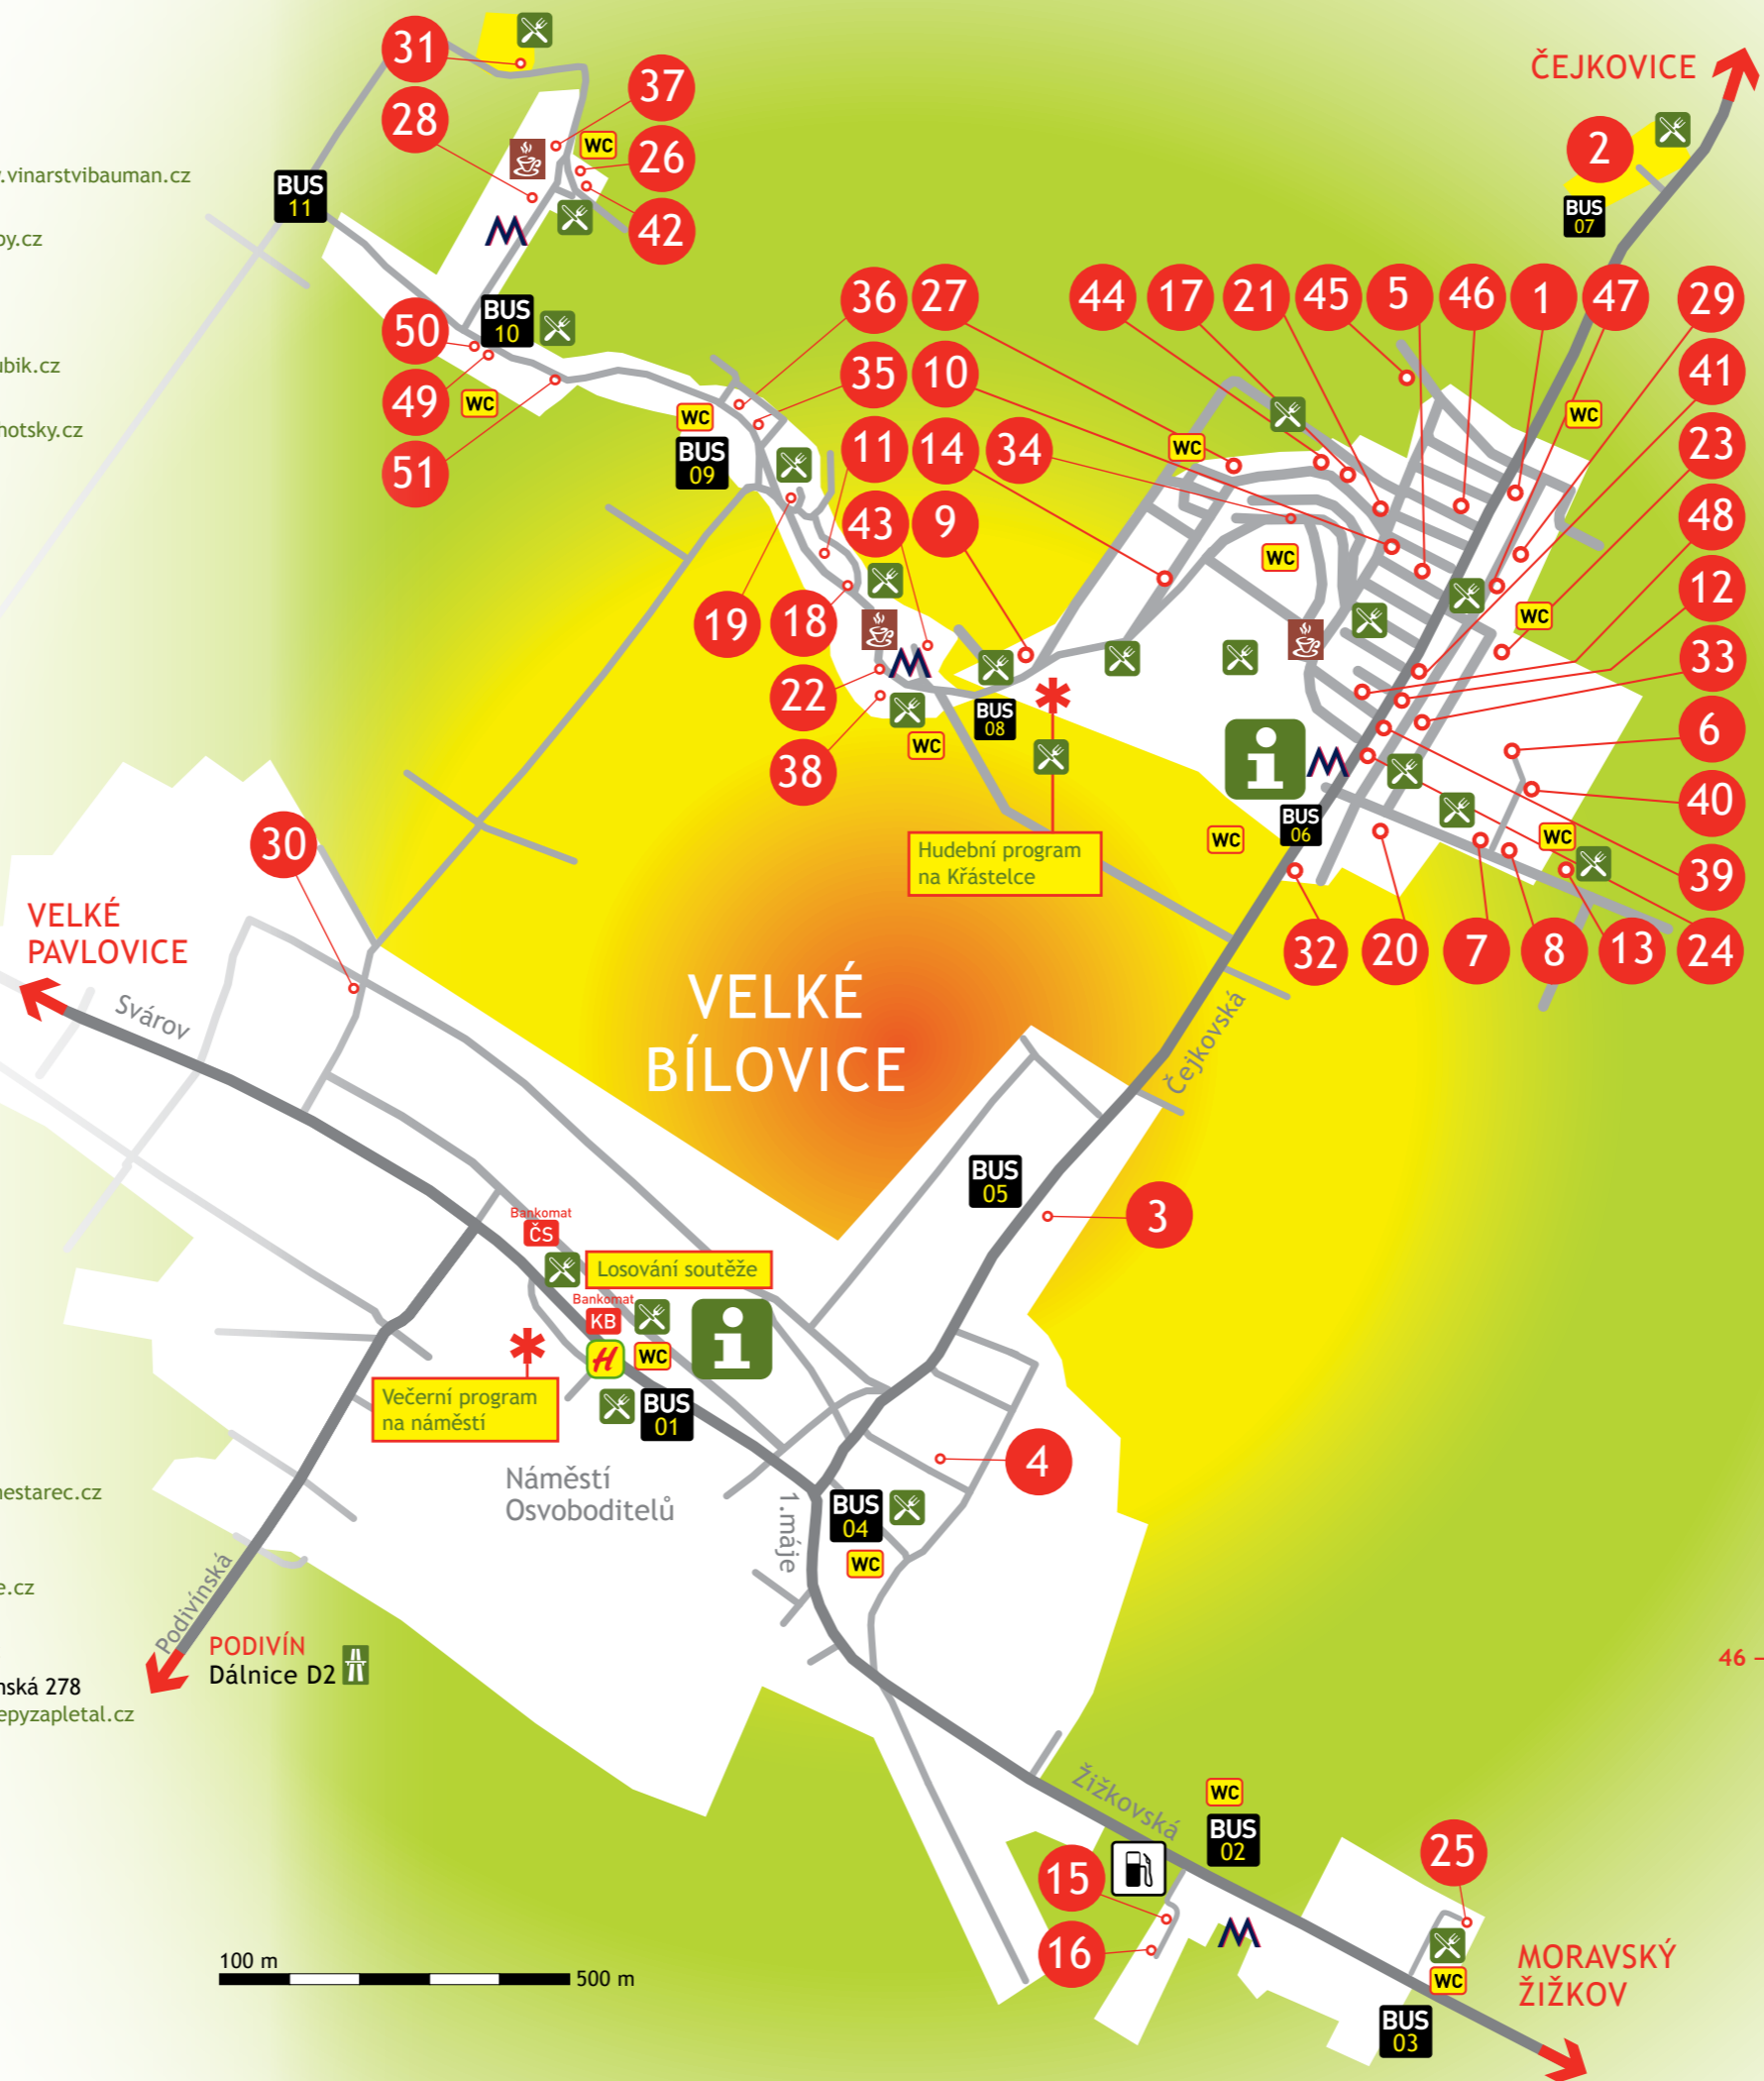 31
37
28
WC
26
42
BUS
11
BUS
10
50
49
WC
51
.vinarstvibauman.cz
by.cz
ubik.cz
hotsky.cz
ČEJKOVICE
2
BUS
07
36
27
44
17
21
45
5
46
1
47
29
35
10
41
WC
WC
WC
BUS
09
11
14
34
23
43
9
48
WC
12
WC
19
18
33
22
BUS
08
6
38
WC
40
BUS
06
WC
WC
39
Hudební program
na Křástelce
32
20
7
8
13
24
30
VELKÉ
PAVLOVICE
Svárov
VELKÉ
BÍLOVICE
Čejkovská
BUS
05
3
Bankomat
ČS
Losování soutěže
Bankomat
KB
H
WC
Večerní program
na náměstí
BUS
01
Náměstí
Osvoboditelů
4
1.máje
BUS
04
WC
nestarec.cz
e.cz
Podivínská
PODIVÍN
Dálnice D2
nská 278
epyzapletal.cz
46 –
Žižkovská
WC
BUS
02
15
16
25
WC
MORAVSKÝ
ŽIŽKOV
BUS
03
100 m
500 m